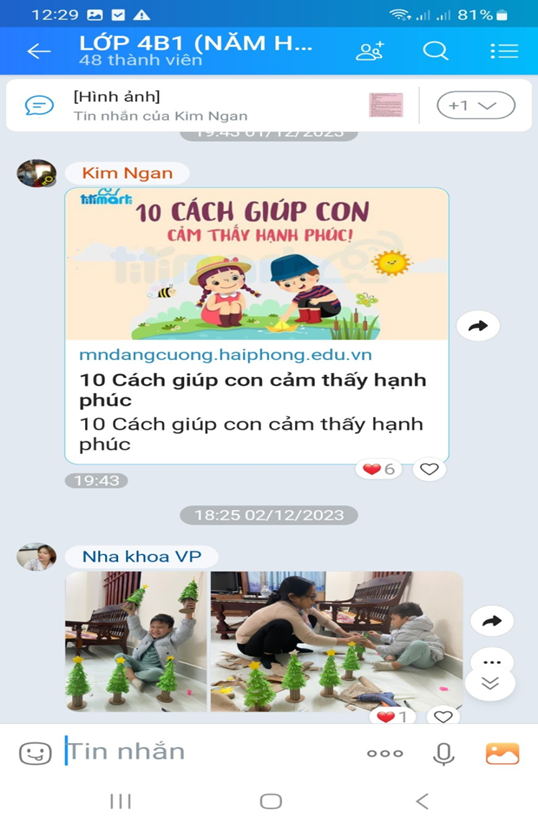 12:29
81%
LỚP 4B1 (NĂM H...
48 thành viên
[Hình ảnh]
Tin nhắn của Kim Ngan
+1
19:43 01/12/2023
Kim Ngan
titimart
10 CÁCH GIÚP CON
CẢM THẤY HẠNH PHÚC!
titimart
mndangcuong.haiphong.edu.vn
10 Cách giúp con cảm thấy hạnh
phúc
10 Cách giúp con cảm thấy hạnh
phúc
6
19:43
18:25 02/12/2023
Nha khoa VP
1
Tin nhắn